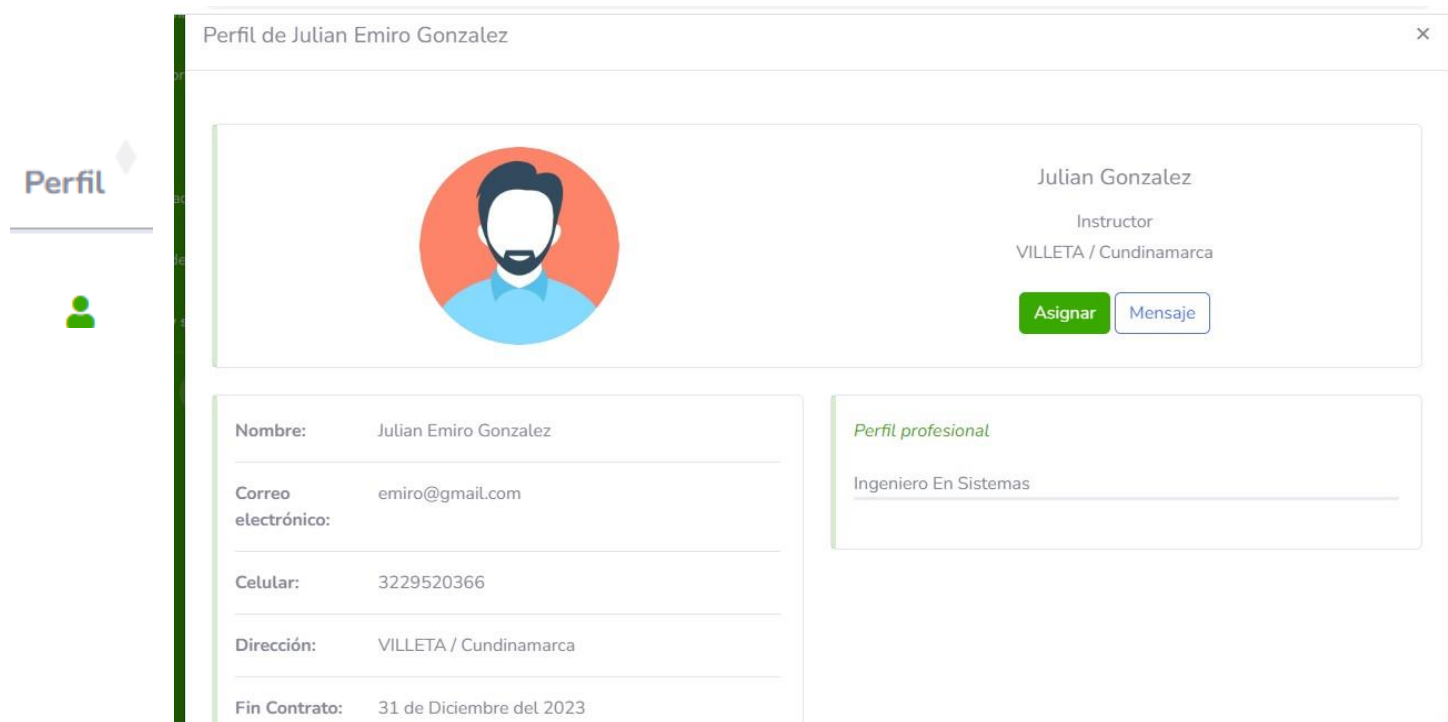 Perfil de Julian Emiro Gonzalez
×
Perfil
Julian Gonzalez
Instructor
VILLETA / Cundinamarca
Asignar Mensaje
Nombre: Julian Emiro Gonzalez
Correo electrónico: emiro@gmail.com
Celular: 3229520366
Dirección: VILLETA / Cundinamarca
Fin Contrato: 31 de Diciembre del 2023
Perfil profesional
Ingeniero En Sistemas